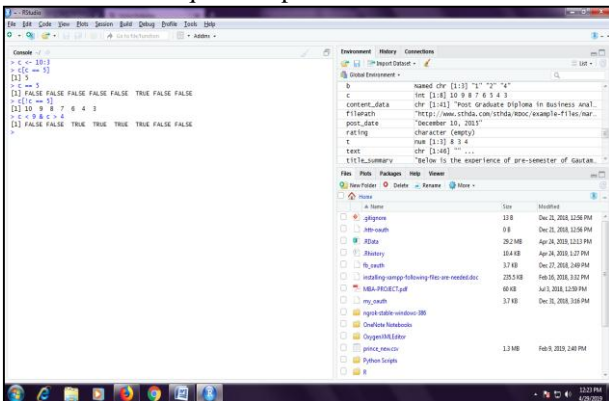 - RStudio
File Edit Code View Plots Session Build Debug Profile Tools Help
Go to file/function
Addins
Console
> c <- 10:3
> c[c == 5]
[1] 5
> c == 5
[1] FALSE FALSE FALSE FALSE FALSE TRUE FALSE FALSE
> c[!c == 5]
[1] 10 9 8 7 6 4 3
> c < 9 & c > 4
[1] FALSE FALSE TRUE TRUE TRUE TRUE FALSE FALSE
>
Environment History Connections
Import Dataset
List
Global Environment
b Named chr [1:3] "1" "2" "4"
c int [1:8] 10 9 8 7 6 5 4 3
content_data chr [1:41] "Post Graduate Diploma in Business Anal…
filePath "http://www.sthda.com/sthda/RDoc/example-files/mar…
post_date "December 10, 2015"
rating character (empty)
t num [1:3] 8 3 4
text chr [1:46] "" ...
title_summary "Below is the experience of pre-semester of Gautam…
Files Plots Packages Help Viewer
New Folder Delete Rename More
Home
Name Size Modified
.gitignore 13 B Dec 21, 2018, 12:56 PM
.httr-oauth 0 B Dec 21, 2018, 12:56 PM
.RData 29.2 MB Apr 24, 2019, 12:13 PM
.Rhistory 10.4 KB Apr 24, 2019, 1:27 PM
fb_oauth 3.7 KB Dec 27, 2018, 2:49 PM
installing-xampp-following-files-are-needed.doc 235.5 KB Feb 16, 2018, 3:32 PM
MBA-PROJECT.pdf 60 KB Jul 3, 2018, 12:59 PM
my_oauth 3.7 KB Dec 31, 2018, 3:16 PM
ngrok-stable-windows-386
OneNote Notebooks
OxygenXMLEditor
prince_new.csv 1.3 MB Feb 9, 2019, 2:40 PM
Python Scripts
R
12:23 PM
4/29/2019